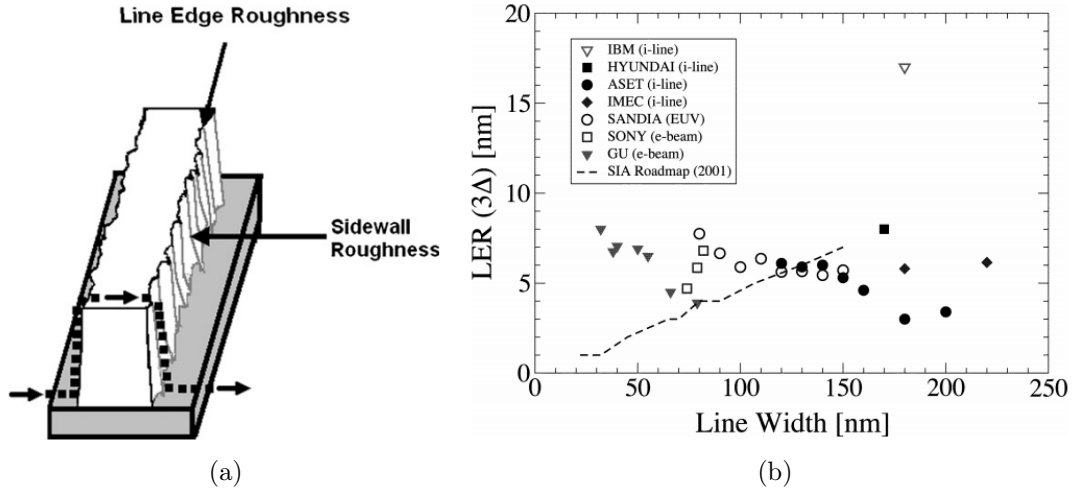 Line Edge Roughness
Sidewall
Roughness
(a)
20
15
10
5
0
LER (3Δ) [nm]
IBM (i-line)
HYUNDAI (i-line)
ASET (i-line)
IMEC (i-line)
SANDIA (EUV)
SONY (e-beam)
GU (e-beam)
SIA Roadmap (2001)
0 50 100 150 200 250
Line Width [nm]
(b)